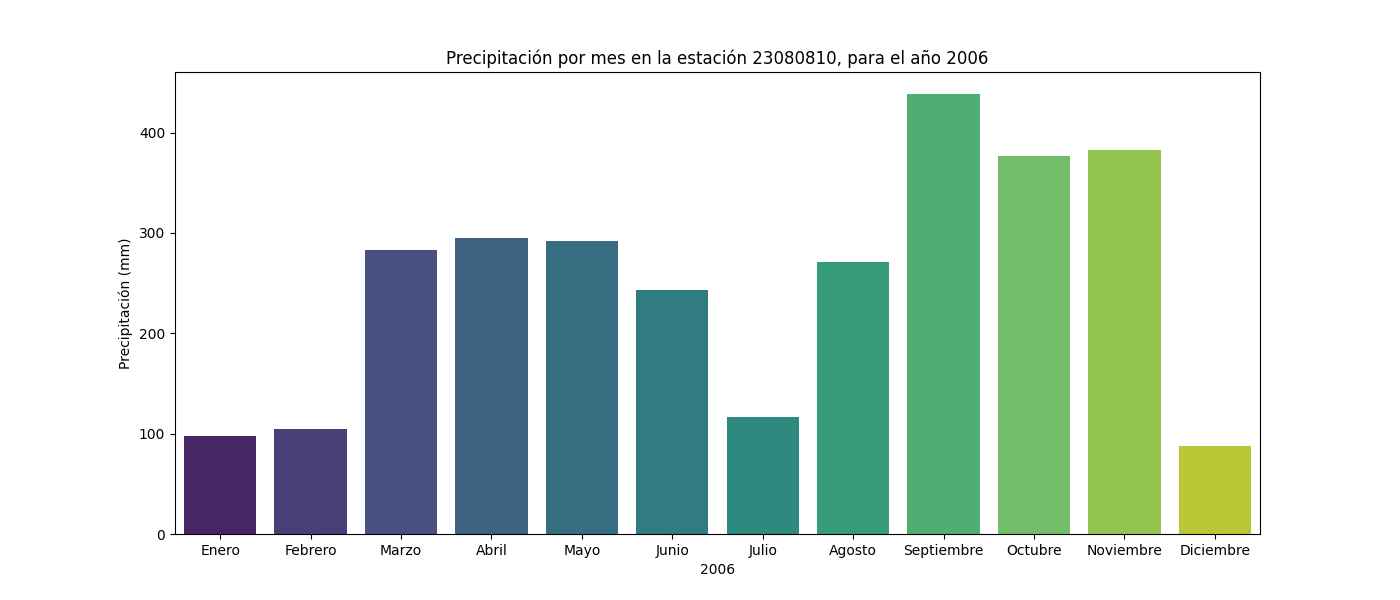 Precipitación por mes en la estación 23080810, para el año 2006
Precipitación (mm)
400
300
200
100
0
Enero Febrero Marzo Abril Mayo Junio Julio Agosto Septiembre Octubre Noviembre Diciembre
2006